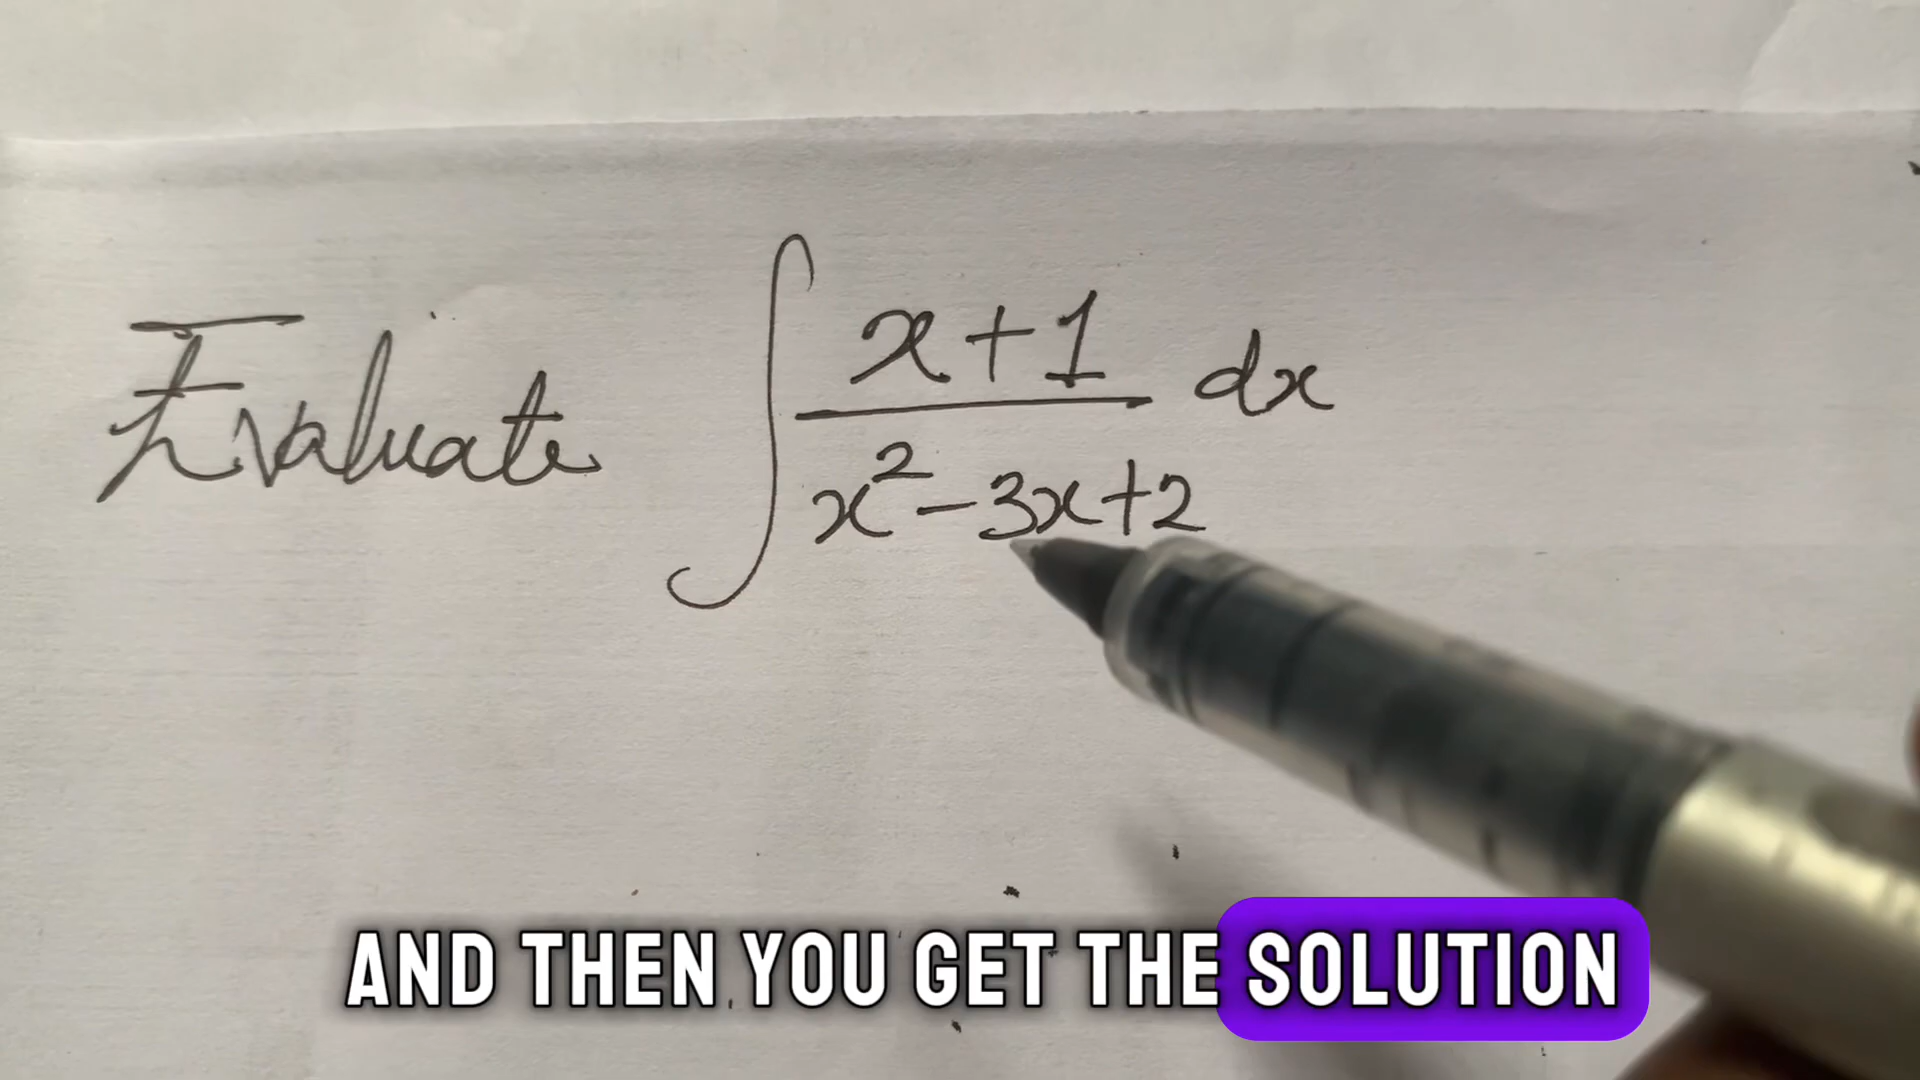 Evaluate ∫ x+1 / x² - 3x + 2 dx
AND THEN YOU GET THE SOLUTION